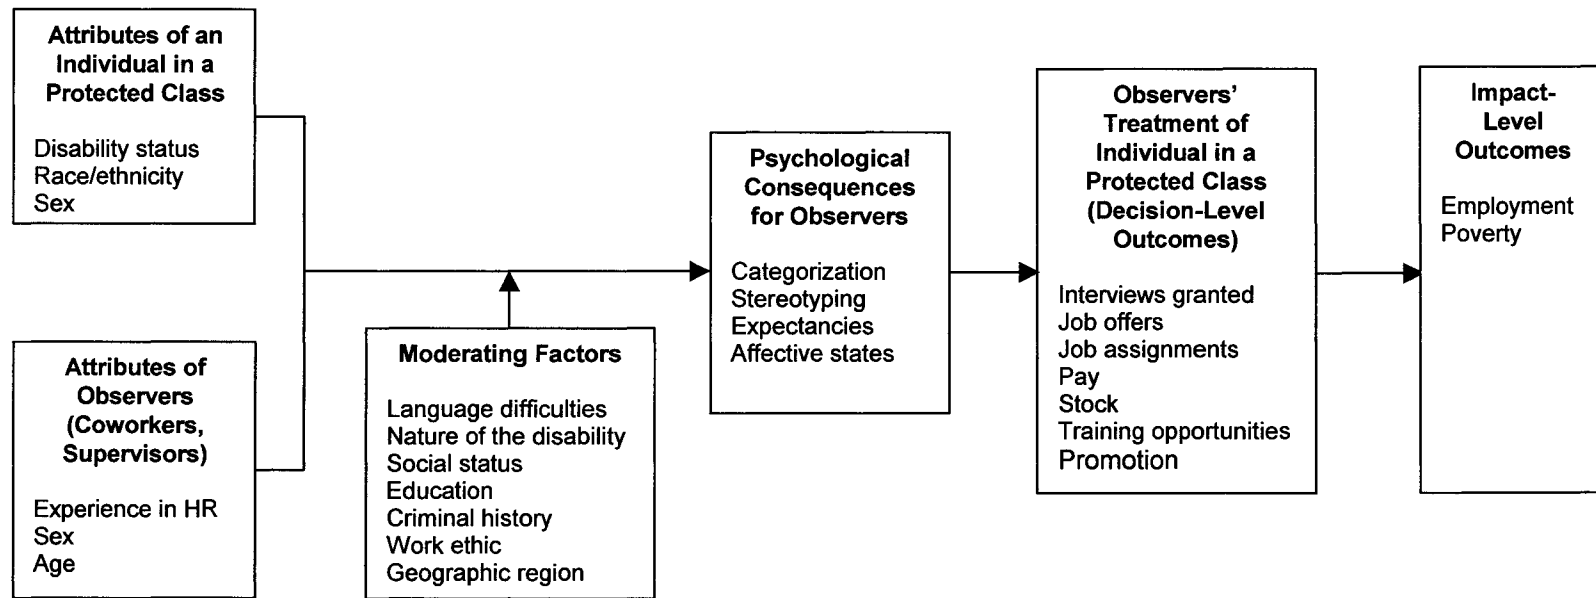 Attributes of an
Individual in a
Protected Class
Disability status
Race/ethnicity
Sex
Attributes of
Observers
(Coworkers,
Supervisors)
Experience in HR
Sex
Age
Moderating Factors
Language difficulties
Nature of the disability
Social status
Education
Criminal history
Work ethic
Geographic region
Psychological
Consequences
for Observers
Categorization
Stereotyping
Expectancies
Affective states
Observers'
Treatment of
Individual in a
Protected Class
(Decision-Level
Outcomes)
Interviews granted
Job offers
Job assignments
Pay
Stock
Training opportunities
Promotion
Impact-
Level
Outcomes
Employment
Poverty